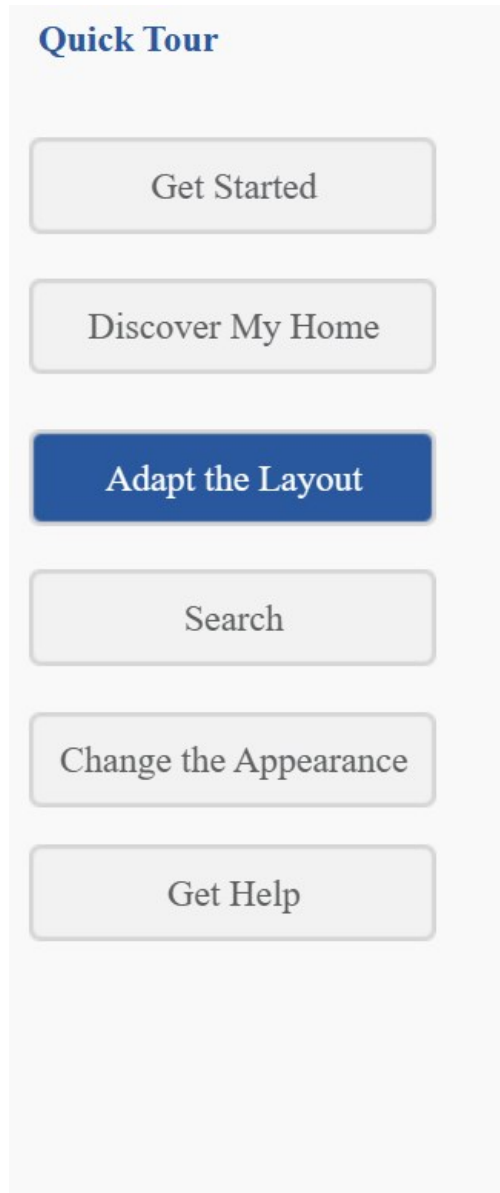 Quick Tour
Get Started
Discover My Home
Adapt the Layout
Search
Change the Appearance
Get Help